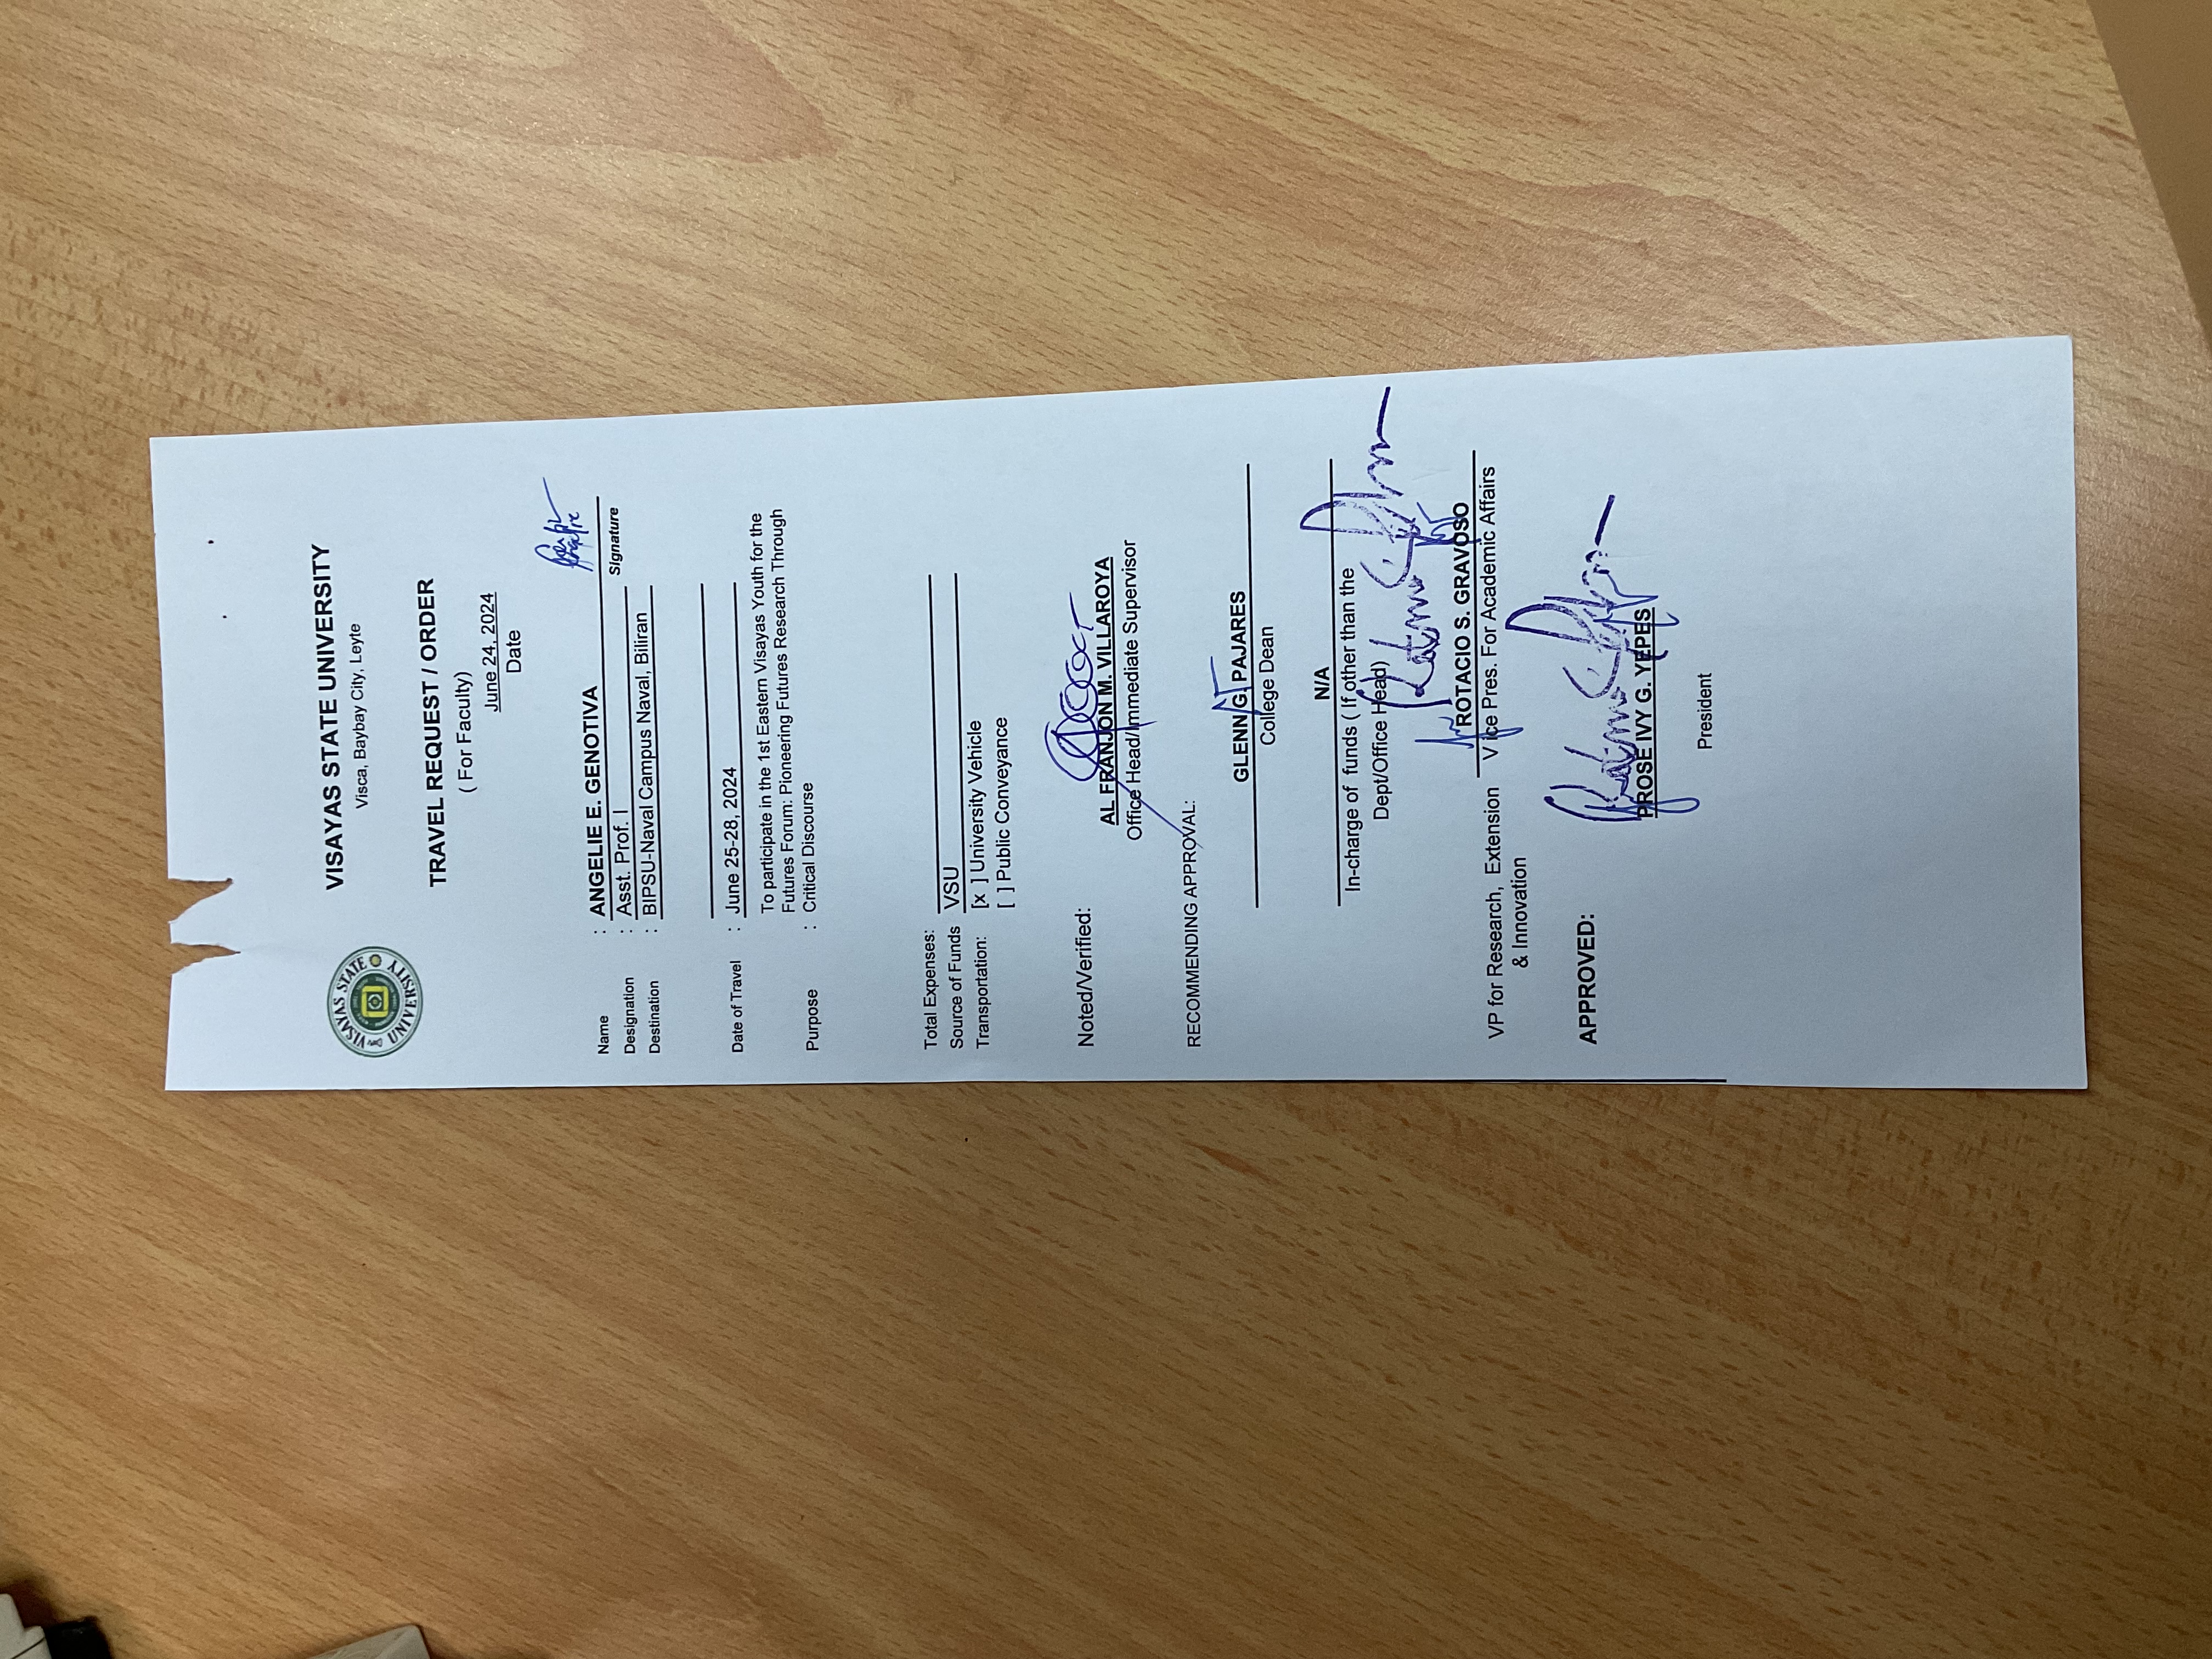 VISAYAS STATE UNIVERSITY
VISAYAS STATE UNIVERSITY
Visca, Baybay City, Leyte
TRAVEL REQUEST / ORDER
( For Faculty)
June 24, 2024
Date
Name : ANGELIE E. GENOTIVA
Designation : Asst. Prof. I Signature
Destination : BIPSU-Naval Campus Naval, Biliran
Date of Travel : June 25-28, 2024
To participate in the 1st Eastern Visayas Youth for the
Futures Forum: Pioneering Futures Research Through
Purpose : Critical Discourse
Total Expenses:
Source of Funds VSU
Transportation: [x ] University Vehicle
[ ] Public Conveyance
Noted/Verified:
AL FRANJON M. VILLAROYA
Office Head/Immediate Supervisor
RECOMMENDING APPROVAL:
GLENN G. PAJARES
College Dean
N/A
In-charge of funds ( If other than the
Dept/Office Head)
ROTACIO S. GRAVOSO
VP for Research, Extension Vice Pres. For Academic Affairs
& Innovation
APPROVED:
PROSE IVY G. YEPES
President